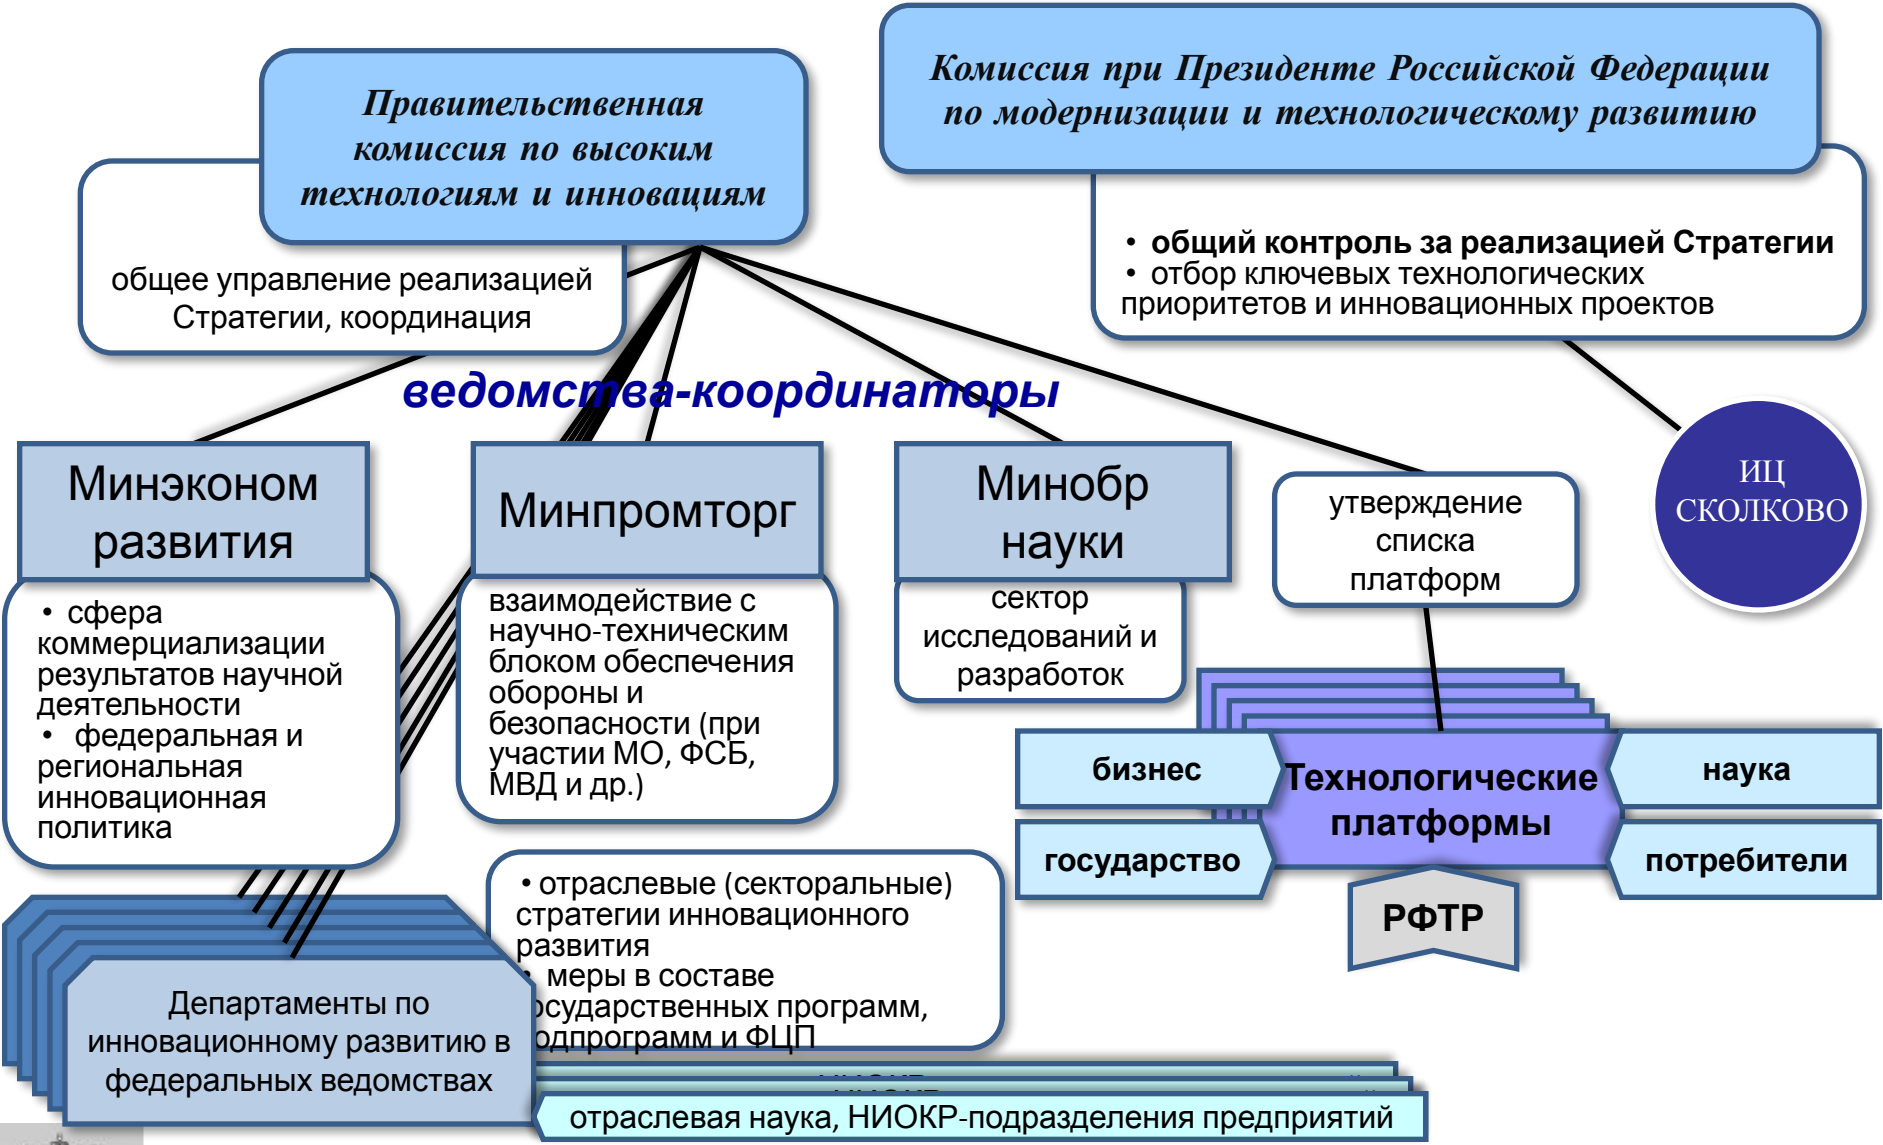 Правительственная
комиссия по высоким
технологиям и инновациям
Комиссия при Президенте Российской Федерации
по модернизации и технологическому развитию
общее управление реализацией
Стратегии, координация
• общий контроль за реализацией Стратегии
• отбор ключевых технологических
приоритетов и инновационных проектов
ведомства-координаторы
Минэконом
развития
Минпромторг
Минобр
науки
утверждение
списка
платформ
ИЦ
СКОЛКОВО
• сфера
коммерциализации
результатов научной
деятельности
• федеральная и
региональная
инновационная
политика
взаимодействие с
научно-техническим
блоком обеспечения
обороны и
безопасности (при
участии МО, ФСБ,
МВД и др.)
сектор
исследований и
разработок
бизнес
государство
Технологические
платформы
наука
потребители
РФТР
• отраслевые (секторальные)
стратегии инновационного
развития
• меры в составе
государственных программ,
подпрограмм и ФЦП
Департаменты по
инновационному развитию в
федеральных ведомствах
отраслевая наука, НИОКР-подразделения предприятий